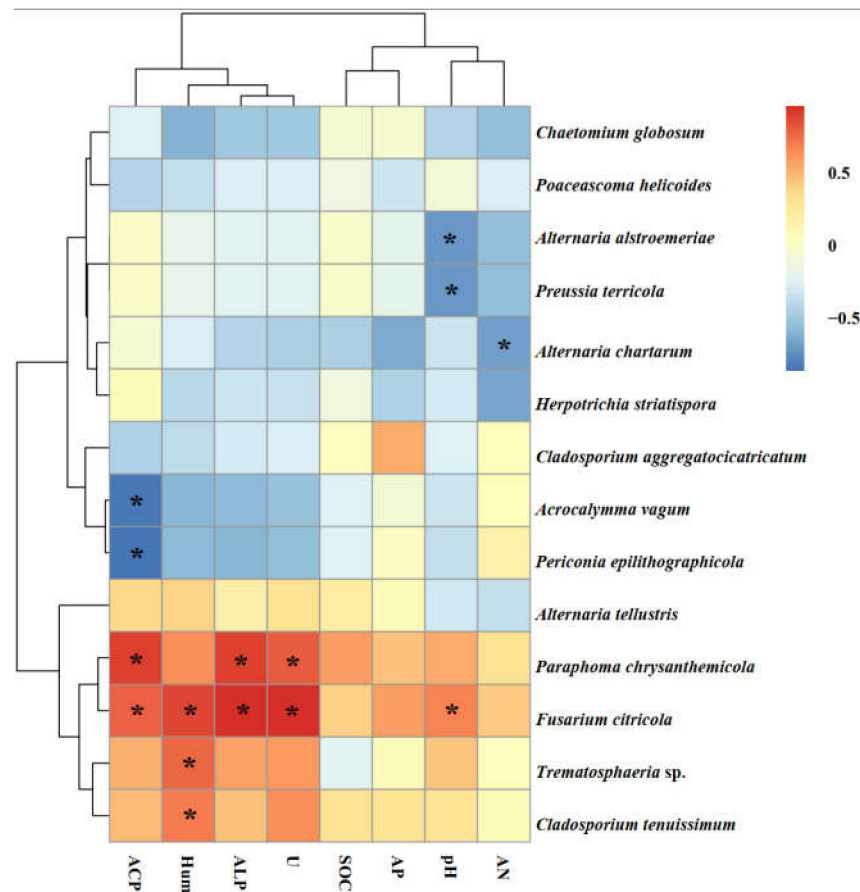 Chaetomium globosum
Poaceascoma helicoides
Alternaria alstroemeriae
Preussia terricola
Alternaria chartarum
Herpotrichia striatispora
Cladosporium aggregatocicatricatum
Acrocalymma vagum
Periconia epilithographicola
Alternaria tellustris
Paraphoma chrysanthemicola
Fusarium citricola
Trematosphaeria sp.
Cladosporium tenuissimum
0.5
0
−0.5
* 
*
*
*
*
* * *
* * * * *
*
*
ACP Hum ALP U SOC AP pH AN